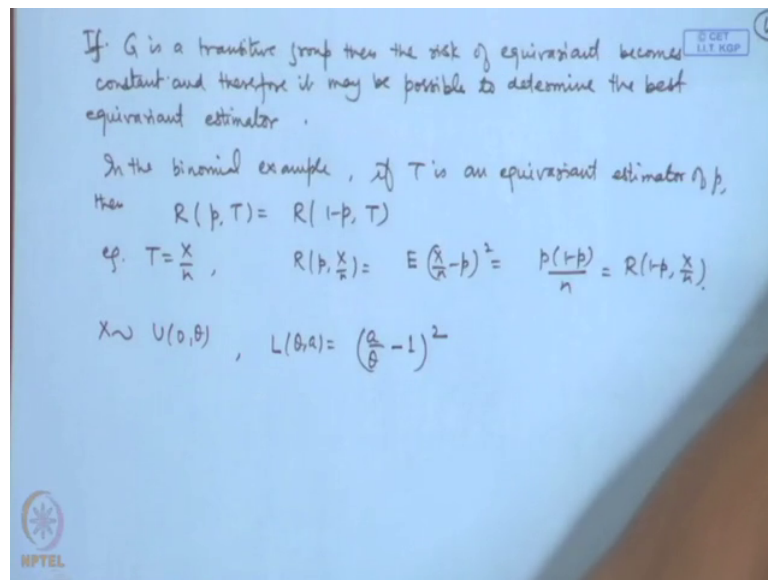 If G is a transitive group then the risk of equivariant becomes
© CET
I.I.T. KGP
constant and therefore it may be possible to determine the best
equivariant estimator.
In the binomial example, if T is an equivariant estimator of p,
then R(p, T) = R(1-p, T)
eg. T = X/n, R(p, X/n) = E(X/n - p)² = p(1-p)/n = R(1-p, X/n).
X ~ U(0,θ), L(θ,a) = (a/θ - 1)²
NPTEL